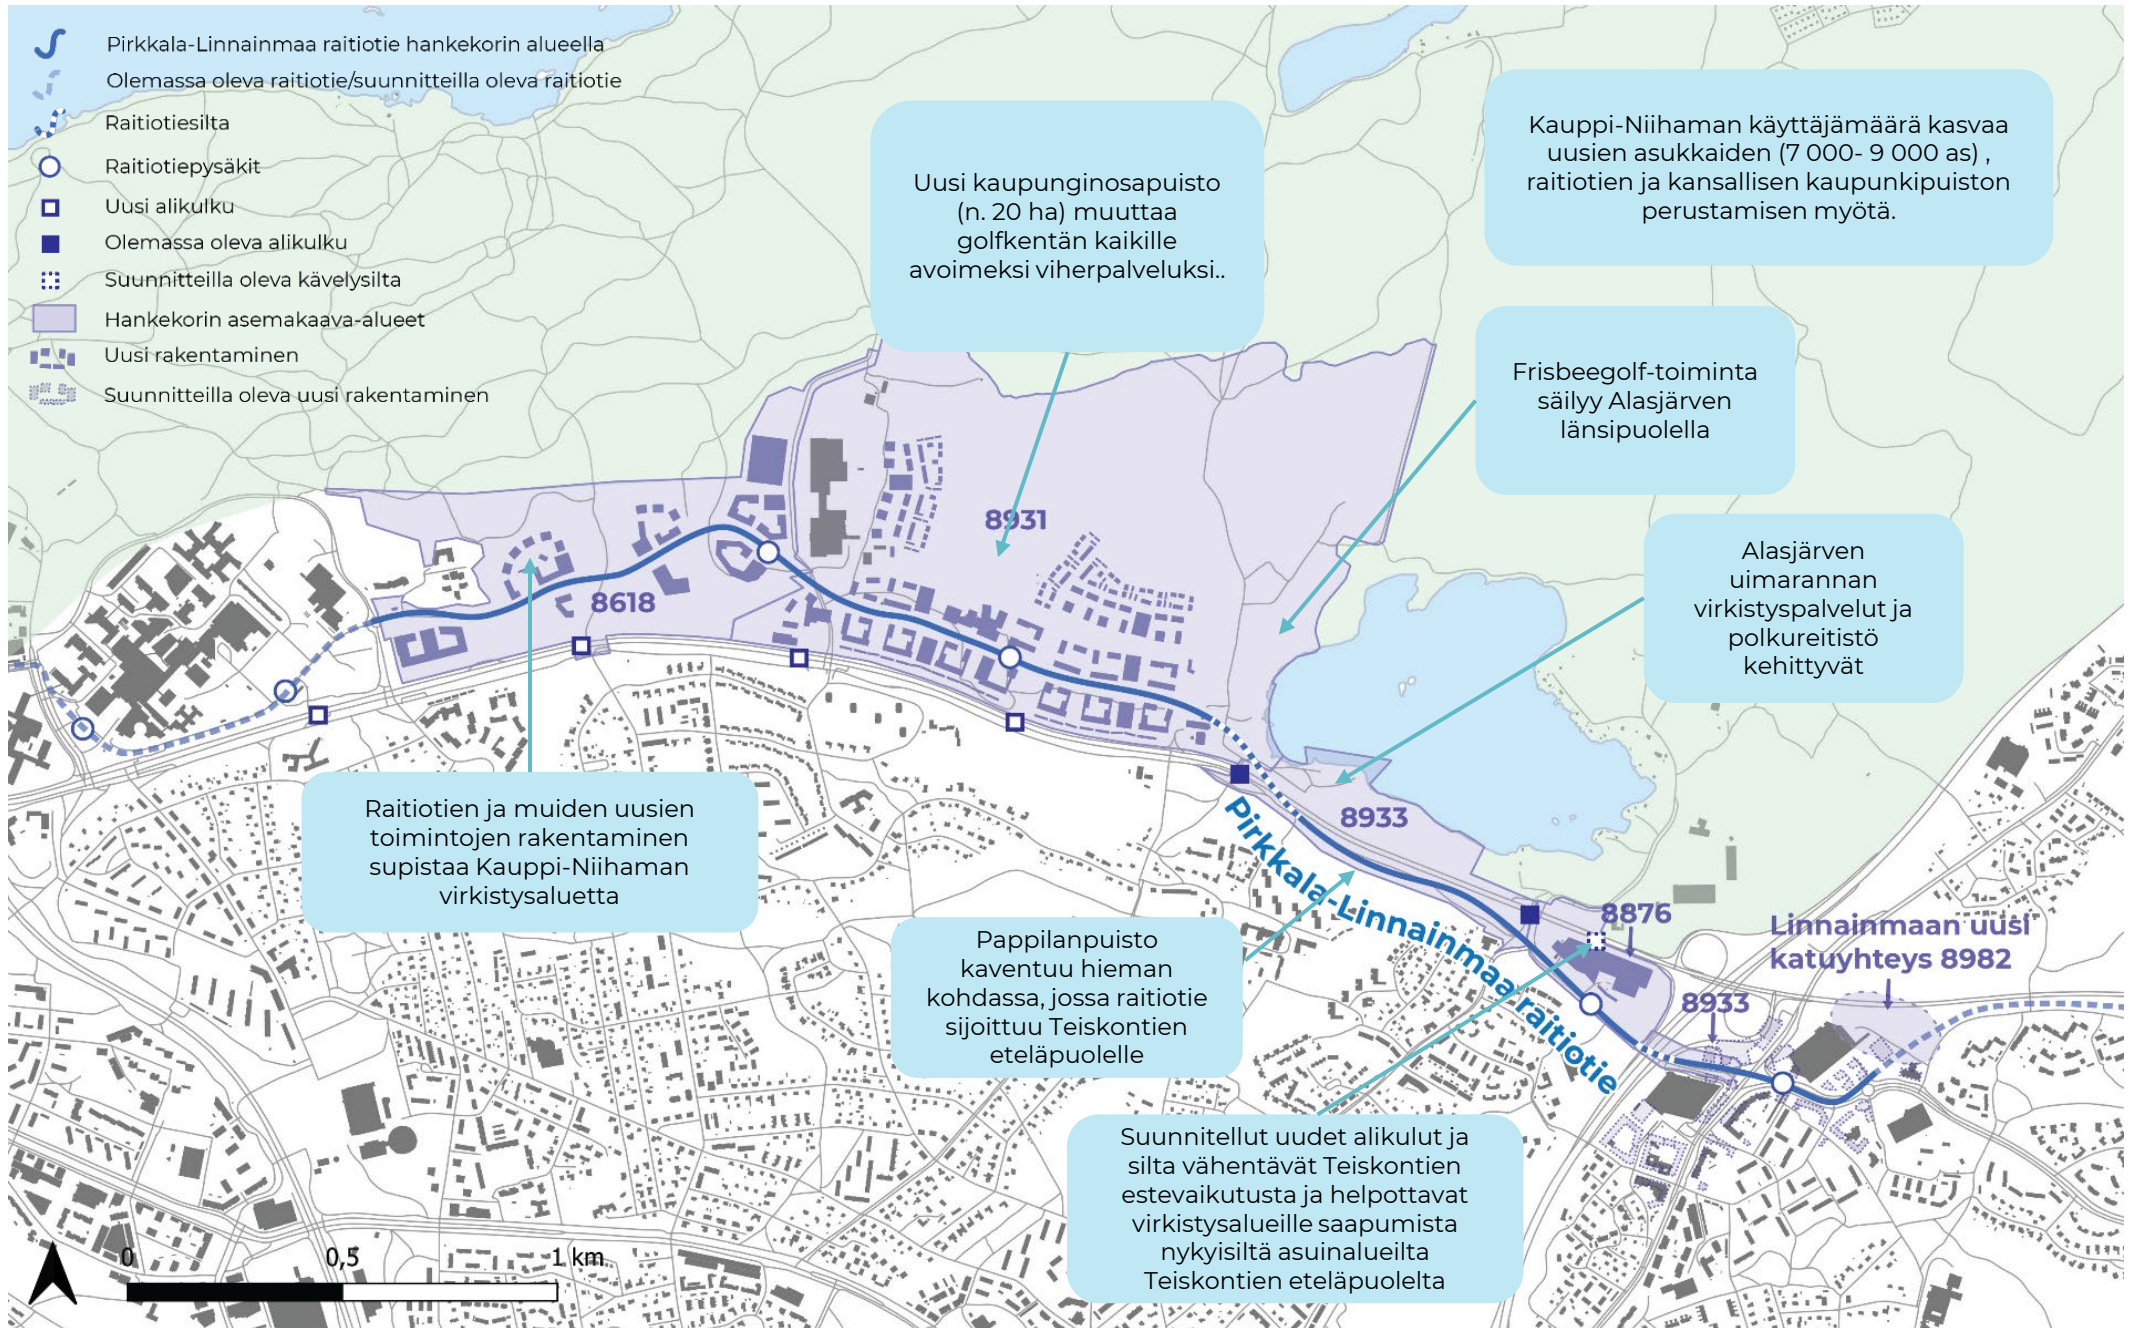 Pirkkala-Linnainmaa raitiotie hankekorin alueella
Olemassa oleva raitiotie/suunnitteilla oleva raitiotie
Raitiotiesilta
Raitiotiepysäkit
Uusi alikulku
Olemassa oleva alikulku
Suunnitteilla oleva kävelysilta
Hankekorin asemakaava-alueet
Uusi rakentaminen
Suunnitteilla oleva uusi rakentaminen
Uusi kaupunginosapuisto
(n. 20 ha) muuttaa
golfkentän kaikille
avoimeksi viherpalveluksi..
Kauppi-Niihaman käyttäjämäärä kasvaa
uusien asukkaiden (7 000- 9 000 as) ,
raitiotien ja kansallisen kaupunkipuiston
perustamisen myötä.
Frisbeegolf-toiminta
säilyy Alasjärven
länsipuolella
Alasjärven
uimarannan
virkistyspalvelut ja
polkureitistö
kehittyvät
8931
8618
8933
8876
8933
Linnainmaan uusi
katuyhteys 8982
Pirkkala-Linnainmaa raitiotie
Raitiotien ja muiden uusien
toimintojen rakentaminen
supistaa Kauppi-Niihaman
virkistysaluetta
Pappilanpuisto
kaventuu hieman
kohdassa, jossa raitiotie
sijoittuu Teiskontien
eteläpuolelle
Suunnitellut uudet alikulut ja
silta vähentävät Teiskontien
estevaikutusta ja helpottavat
virkistysalueille saapumista
nykyisiltä asuinalueilta
Teiskontien eteläpuolelta
0 0,5 1 km